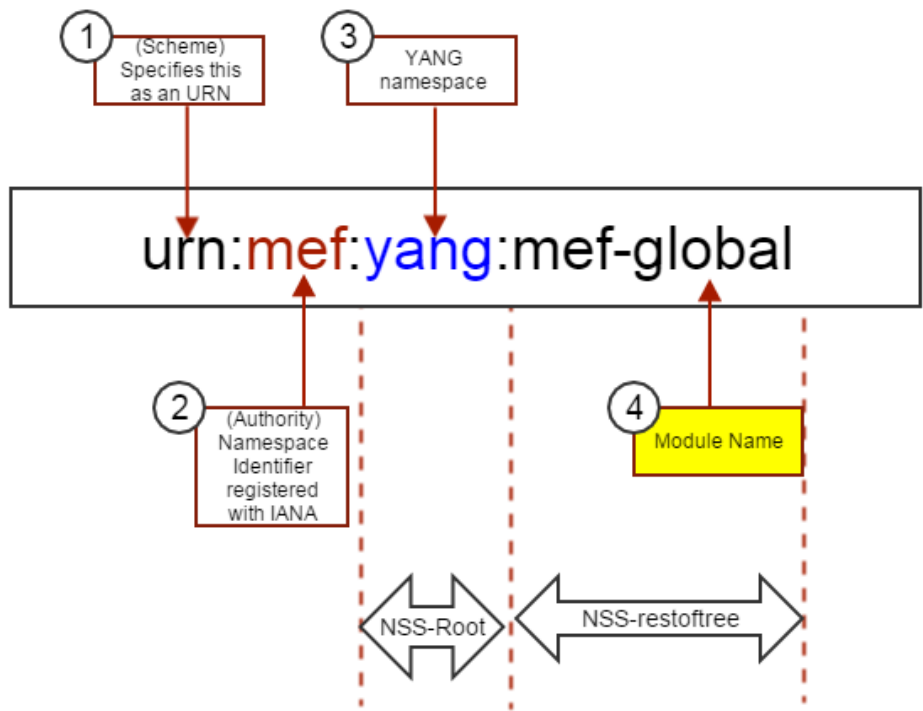 1
(Scheme)
Specifies this
as an URN
3
YANG
namespace
urn:mef:yang:mef-global
2
(Authority)
Namespace
Identifier
registered
with IANA
4
Module Name
NSS-Root
NSS-restoftree